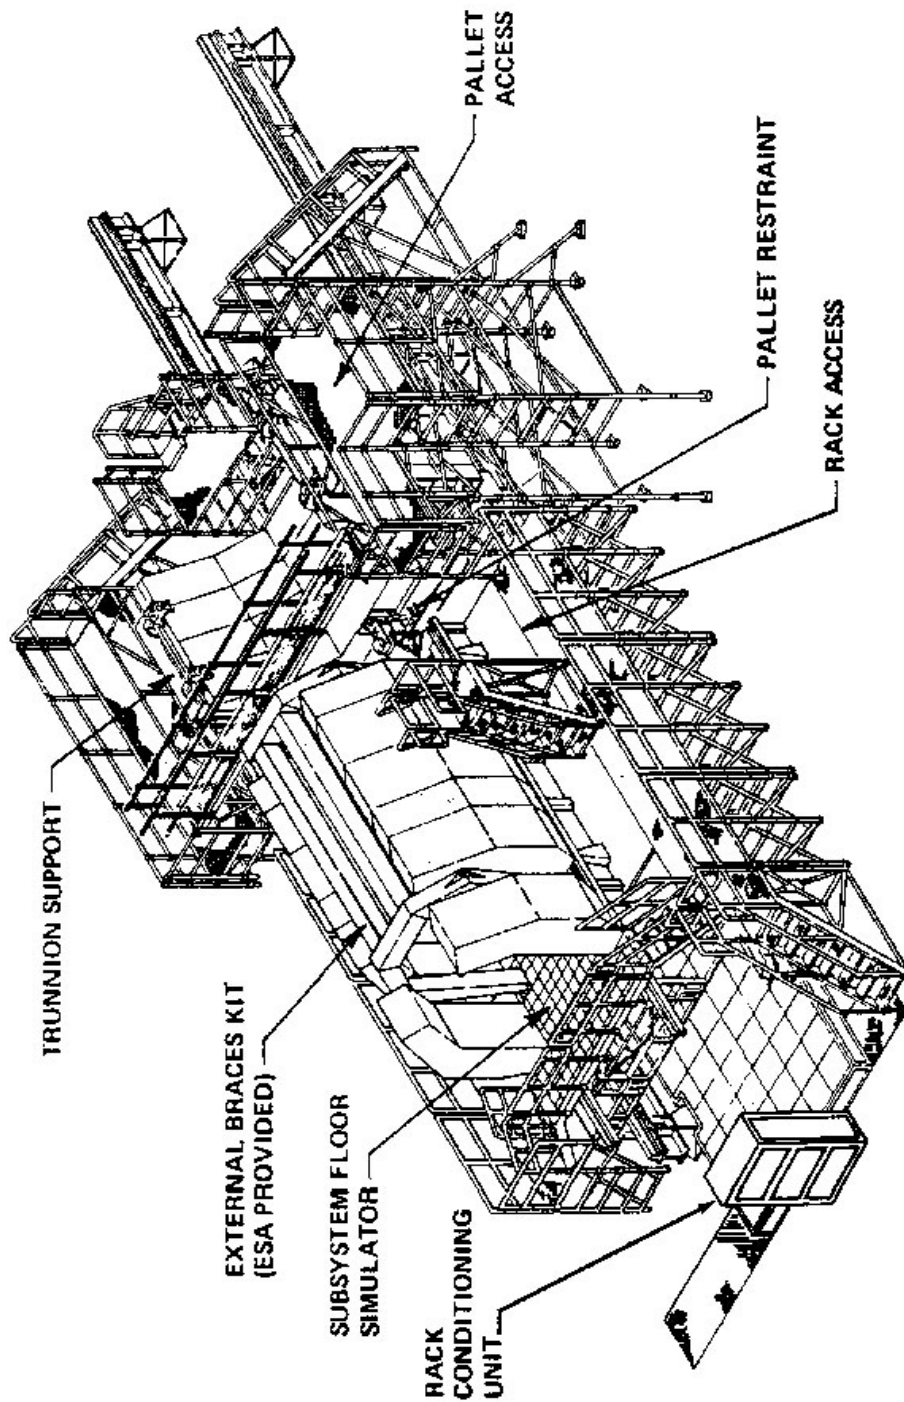 TRUNNION SUPPORT
EXTERNAL BRACES KIT
(ESA PROVIDED)
SUBSYSTEM FLOOR
SIMULATOR
RACK
CONDITIONING
UNIT
PALLET
ACCESS
PALLET RESTRAINT
RACK ACCESS